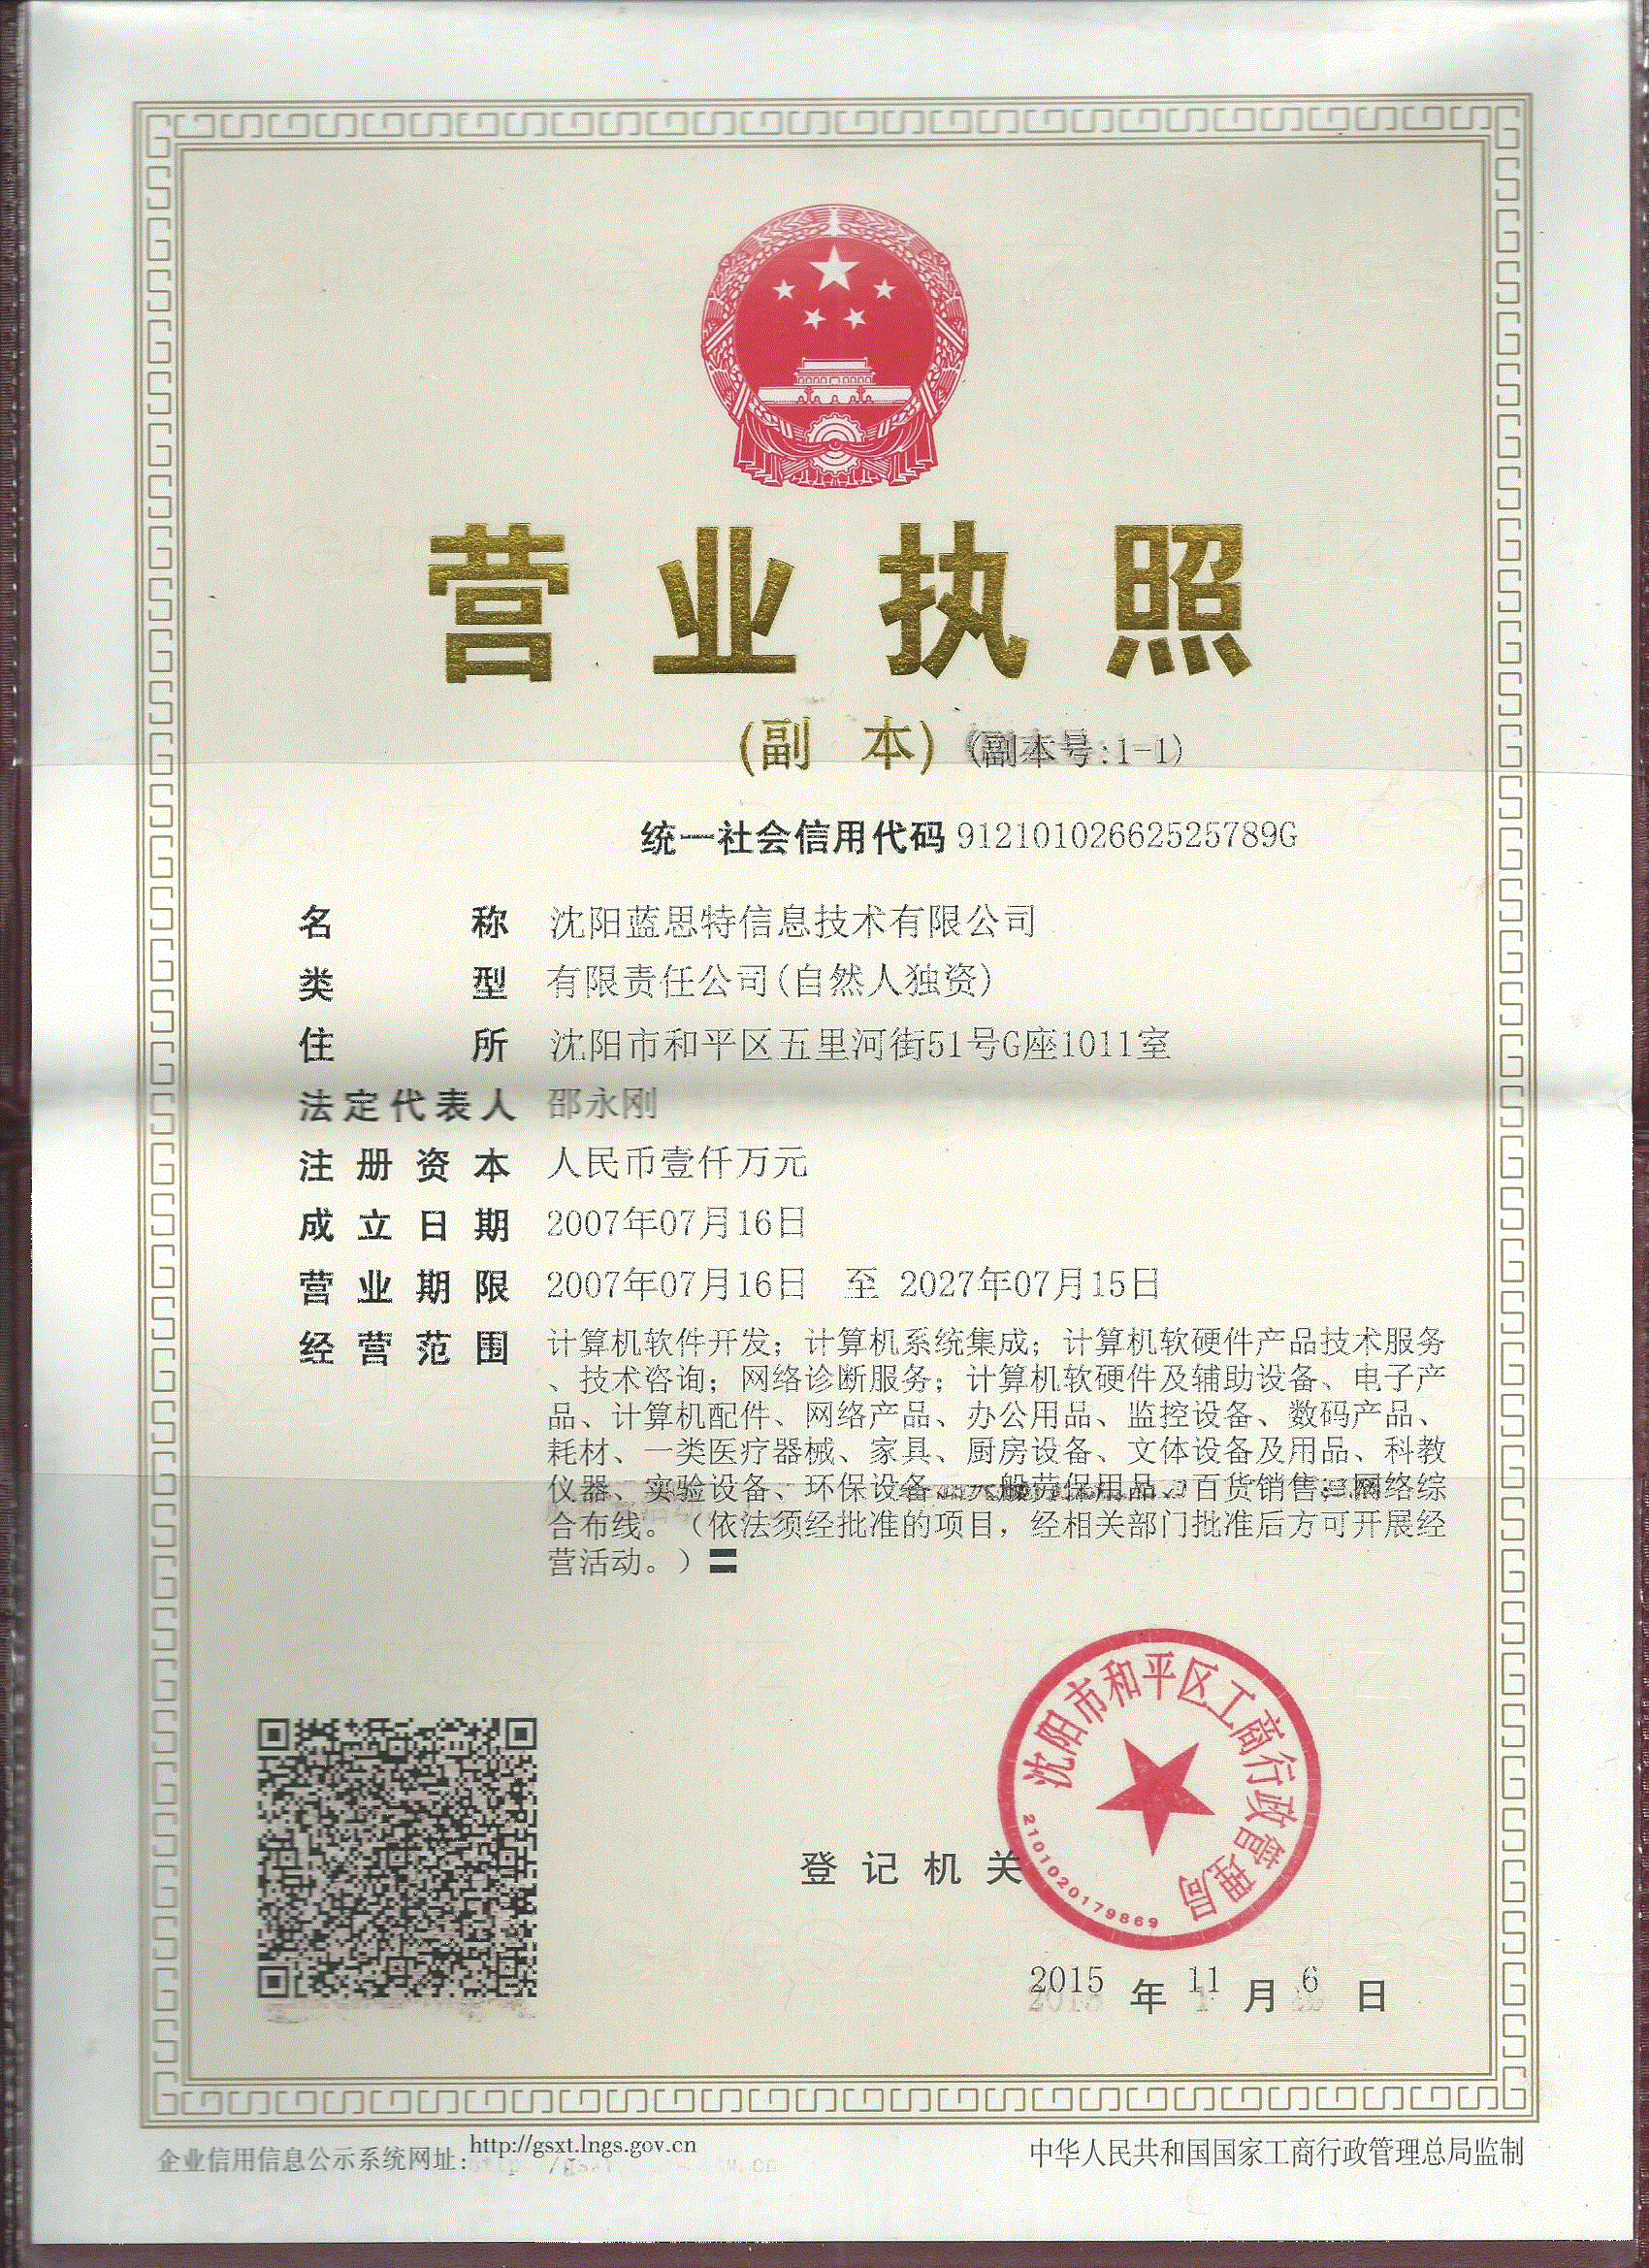 营业执照
(副 本) (副本号:1-1)
统一社会信用代码 91210102662525789G
名 称 沈阳蓝思特信息技术有限公司
类 型 有限责任公司(自然人独资)
住 所 沈阳市和平区五里河街51号G座1011室
法定代表人 邵永刚
注册资本 人民币壹仟万元
成立日期 2007年07月16日
营业期限 2007年07月16日 至 2027年07月15日
经营范围 计算机软件开发；计算机系统集成；计算机软硬件产品技术服务
、技术咨询；网络诊断服务；计算机软硬件及辅助设备、电子产
品、计算机配件、网络产品、办公用品、监控设备、数码产品、
耗材、一类医疗器械、家具、厨房设备、文体设备及用品、科教
仪器、实验设备、环保设备、一般劳保用品、百货销售；网络综
合布线。（依法须经批准的项目，经相关部门批准后方可开展经
营活动。）
沈阳市和平区工商行政管理局
2101020179869
登记机关
2015 年 11 月 6 日
企业信用信息公示系统网址: http://gsxt.lngs.gov.cn
中华人民共和国国家工商行政管理总局监制